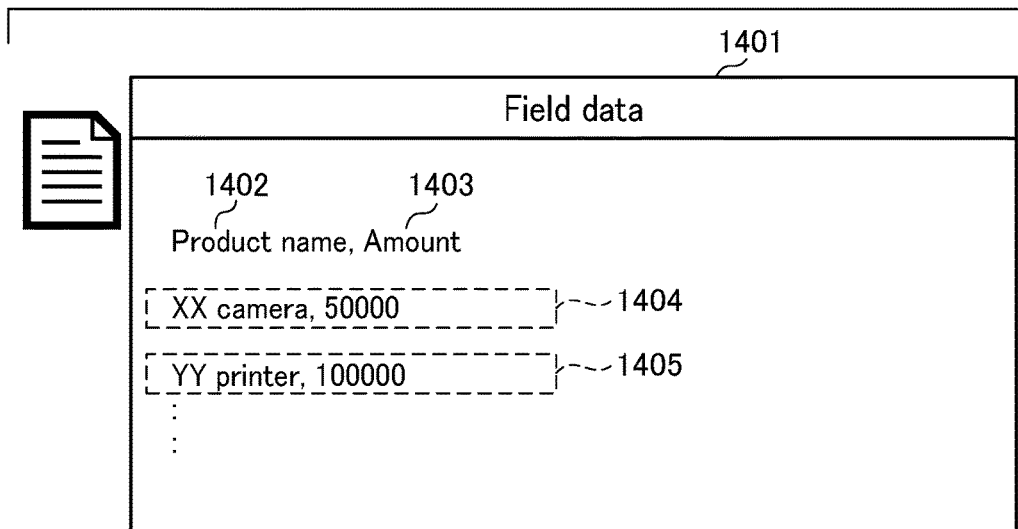 1401
Field data
1402 1403
Product name, Amount
XX camera, 50000 1404
YY printer, 100000 1405